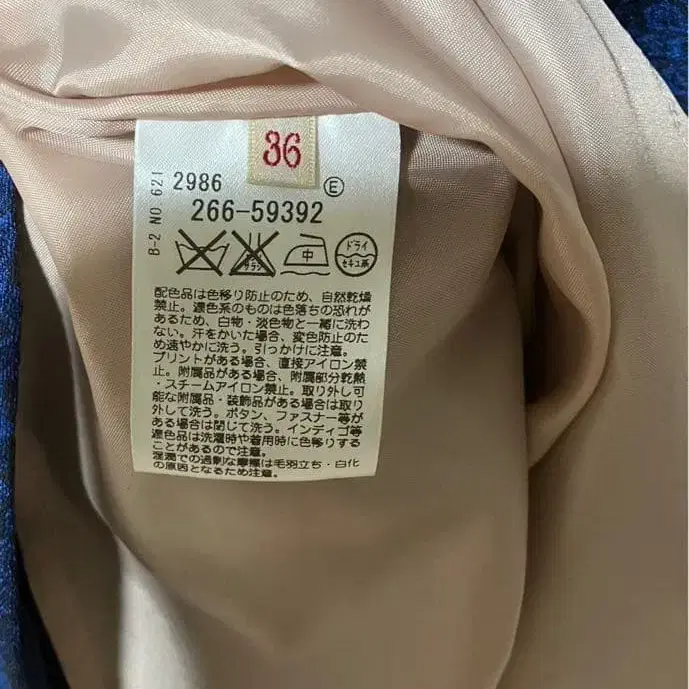 36
2986 Ⓔ
266-59392
B-2 NO 621
エンソサラシ
中
ドライ
セキユ系
配色品は色移り防止のため、自然乾燥
禁止。濃色系のものは色落ちの恐れが
あるため、白物・淡色物と一緒に洗わ
ない。汗をかいた場合、変色防止のた
め速やかに洗う。引っかけに注意。
プリントがある場合、直接アイロン禁
止。附属品がある場合、附属部分乾熱
・スチームアイロン禁止。取り外し可
能な附属品・装飾品がある場合は取り
外して洗う。ボタン、ファスナー等が
ある場合は閉じて洗う。インディゴ等
濃色品は洗濯時や着用時に色移りする
ことがあるので注意。
湿潤での過剰な摩擦は毛羽立ち・白化
の原因となるため注意。